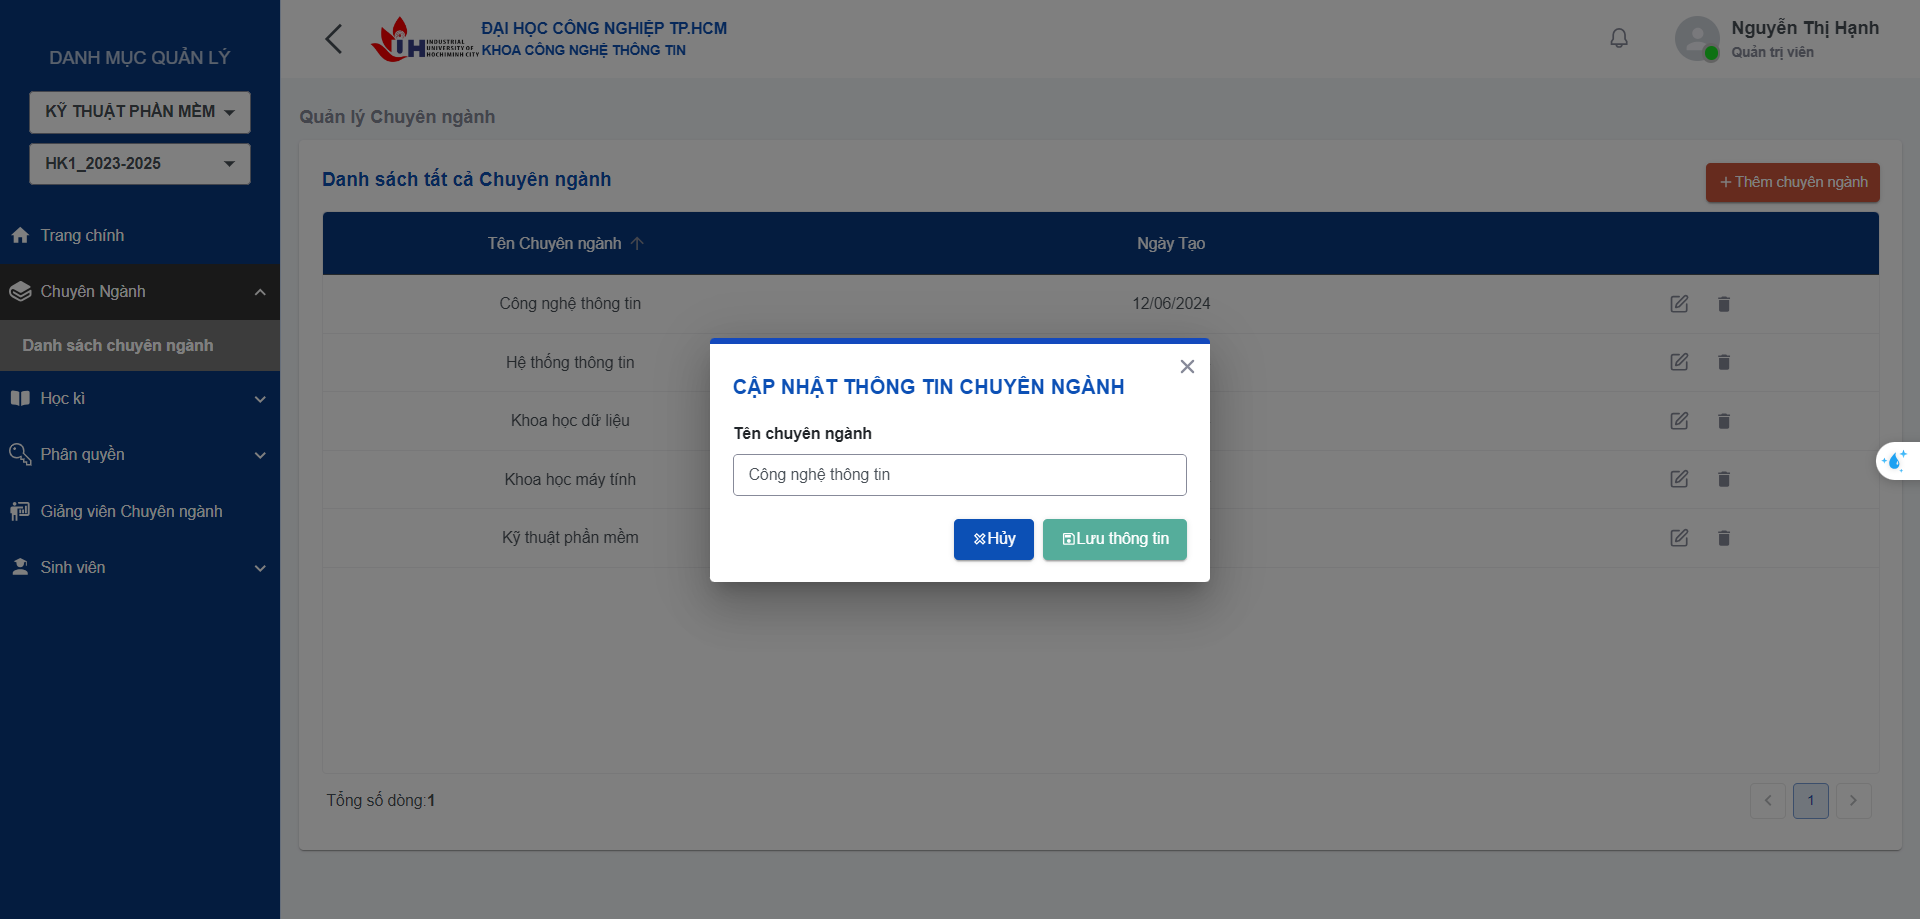 DANH MỤC QUẢN LÝ
KỸ THUẬT PHẦN MỀM
HK1_2023-2025
Trang chính
Chuyên Ngành
Danh sách chuyên ngành
Học kì
Phân quyền
Giảng viên Chuyên ngành
Sinh viên
IUH INDUSTRIAL
UNIVERSITY OF
HOCHIMINH CITY
ĐẠI HỌC CÔNG NGHIỆP TP.HCM
KHOA CÔNG NGHỆ THÔNG TIN
Nguyễn Thị Hạnh
Quản trị viên
Quản lý Chuyên ngành
Danh sách tất cả Chuyên ngành
Thêm chuyên ngành
Tên Chuyên ngành
Ngày Tạo
Công nghệ thông tin
12/06/2024
Hệ thống thông tin
Khoa học dữ liệu
Khoa học máy tính
Kỹ thuật phần mềm
CẬP NHẬT THÔNG TIN CHUYÊN NGÀNH
Tên chuyên ngành
Công nghệ thông tin
Hủy
Lưu thông tin
Tổng số dòng:1
1